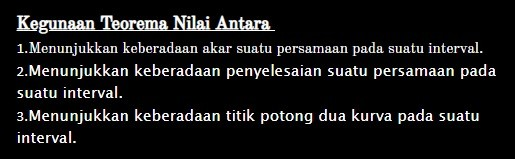 Kegunaan Teorema Nilai Antara
1.Menunjukkan keberadaan akar suatu persamaan pada suatu interval.
2.Menunjukkan keberadaan penyelesaian suatu persamaan pada
suatu interval.
3.Menunjukkan keberadaan titik potong dua kurva pada suatu
interval.